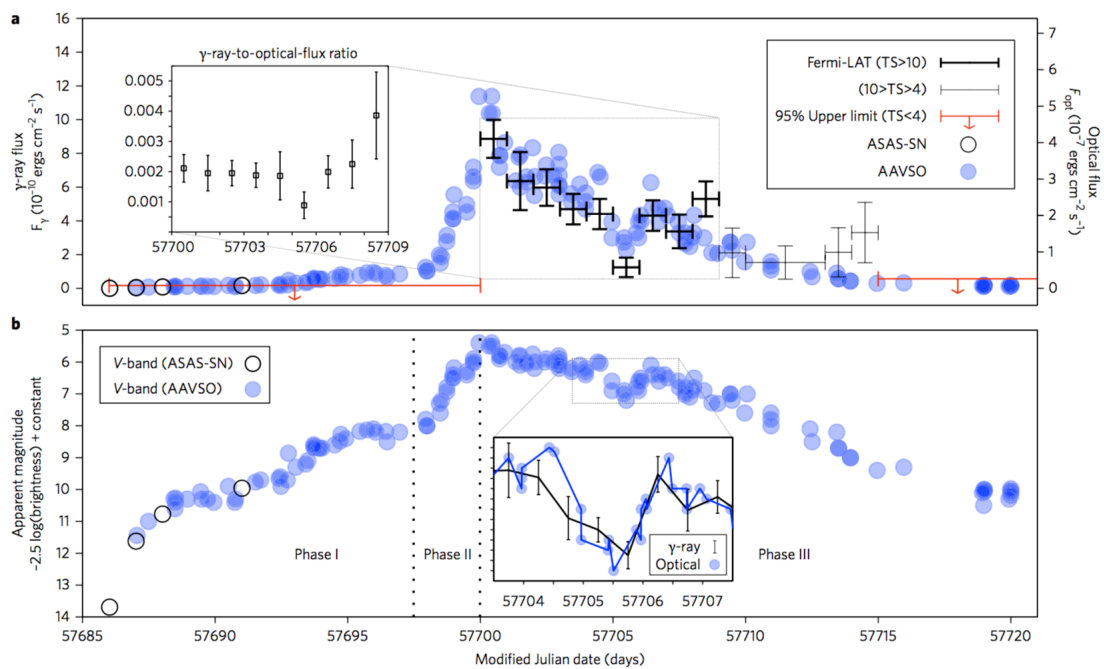 a
γ-ray-to-optical-flux ratio
0.005
0.004
0.003
0.002
0.001
57700 57703 57706 57709
16
14
12
10
8
6
4
2
0
γ-ray flux
Fγ (10⁻¹⁰ ergs cm⁻² s⁻¹)
Fermi-LAT (TS>10)
(10>TS>4)
95% Upper limit (TS<4)
ASAS-SN
AAVSO
7
6
5
4
3
2
1
0
Optical flux
Fopt (10⁻⁷ ergs cm⁻² s⁻¹)
b
V-band (ASAS-SN)
V-band (AAVSO)
5
6
7
8
9
10
11
12
13
14
Apparent magnitude
−2.5 log(brightness) + constant
Phase I
Phase II
Phase III
γ-ray
Optical
57704 57705 57706 57707
57685 57690 57695 57700 57705 57710 57715 57720
Modified Julian date (days)